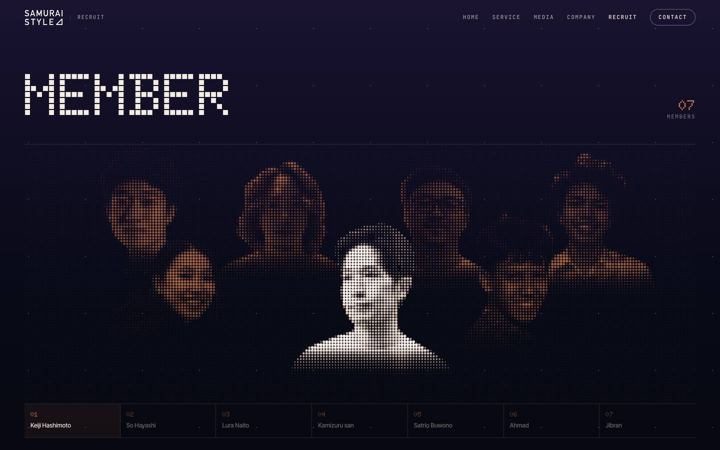 SAMURAI
STYLE
RECRUIT
HOME SERVICE MEDIA COMPANY RECRUIT CONTACT
MEMBER
07
MEMBERS
01 02 03 04 05 06 07
Keiji Hashimoto So Hayashi Lura Naito Kamizuru san Satrio Buwono Ahmad Jibran